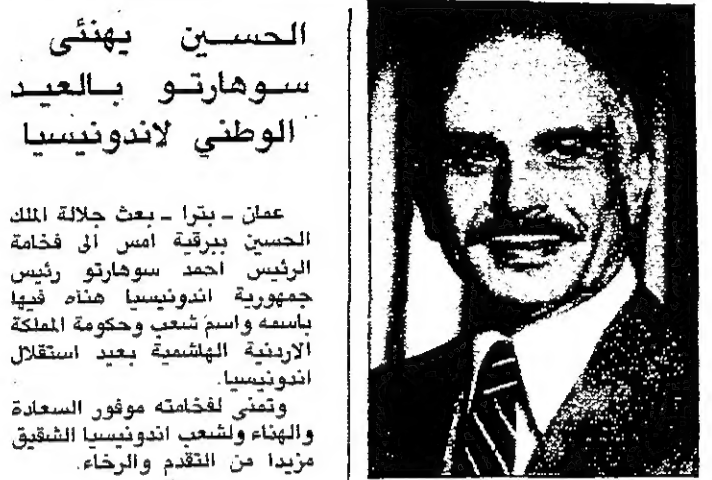 الحسين يهنئ
سوهارتو بالعيد
الوطني لاندونيسيا
عمان ـ بترا ـ بعث جلالة الملك
الحسين ببرقية امس الى فخامة
الرئيس احمد سوهارتو رئيس
جمهورية اندونيسيا هناه فيها
باسمه واسم شعب وحكومة المملكة
الاردنية الهاشمية بعيد استقلال
اندونيسيا.
وتمنى لفخامته موفور السعادة
والهناء ولشعب اندونيسيا الشقيق
مزيدا من التقدم والرخاء.